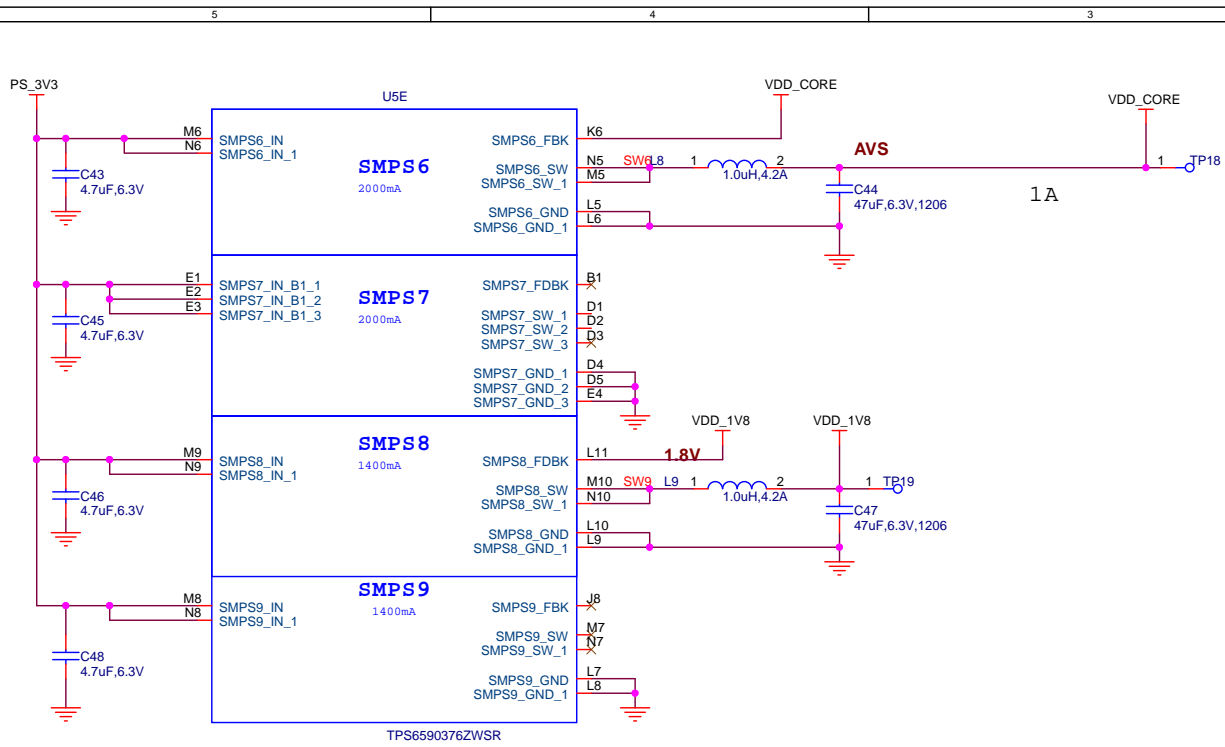 5 4 3
PS_3V3
U5E
VDD_CORE
VDD_CORE
M6 SMPS6_IN
N6 SMPS6_IN_1
SMPS6
2000mA
SMPS6_FBK K6
SMPS6_SW N5 SW6 L8 1 2
SMPS6_SW_1 M5
1.0uH,4.2A
AVS
1 TP18
1A
C43
4.7uF,6.3V
C44
47uF,6.3V,1206
SMPS6_GND L5
SMPS6_GND_1 L6
E1 SMPS7_IN_B1_1
E2 SMPS7_IN_B1_2
E3 SMPS7_IN_B1_3
SMPS7
2000mA
SMPS7_FDBK B1
SMPS7_SW_1 D1
SMPS7_SW_2 D2
SMPS7_SW_3 D3
C45
4.7uF,6.3V
SMPS7_GND_1 D4
SMPS7_GND_2 D5
SMPS7_GND_3 E4
VDD_1V8
VDD_1V8
M9 SMPS8_IN
N9 SMPS8_IN_1
SMPS8
1400mA
SMPS8_FDBK L11
1.8V
SMPS8_SW M10 SW9 L9 1 2
SMPS8_SW_1 N10
1.0uH,4.2A
1 TP19
C46
4.7uF,6.3V
C47
47uF,6.3V,1206
SMPS8_GND L10
SMPS8_GND_1 L9
M8 SMPS9_IN
N8 SMPS9_IN_1
SMPS9
1400mA
SMPS9_FBK J8
SMPS9_SW M7
SMPS9_SW_1 N7
C48
4.7uF,6.3V
SMPS9_GND L7
SMPS9_GND_1 L8
TPS6590376ZWSR